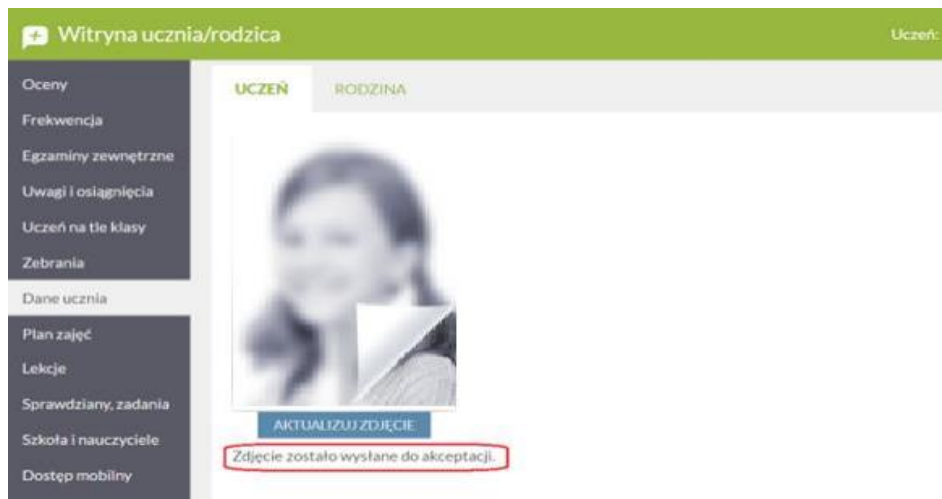 Witryna ucznia/rodzica
Uczeń:
Oceny
Frekwencja
Egzaminy zewnętrzne
Uwagi i osiągnięcia
Uczeń na tle klasy
Zebrania
Dane ucznia
Plan zajęć
Lekcje
Sprawdziany, zadania
Szkoła i nauczyciele
Dostęp mobilny
UCZEŃ RODZINA
AKTUALIZUJ ZDJĘCIE
Zdjęcie zostało wysłane do akceptacji.